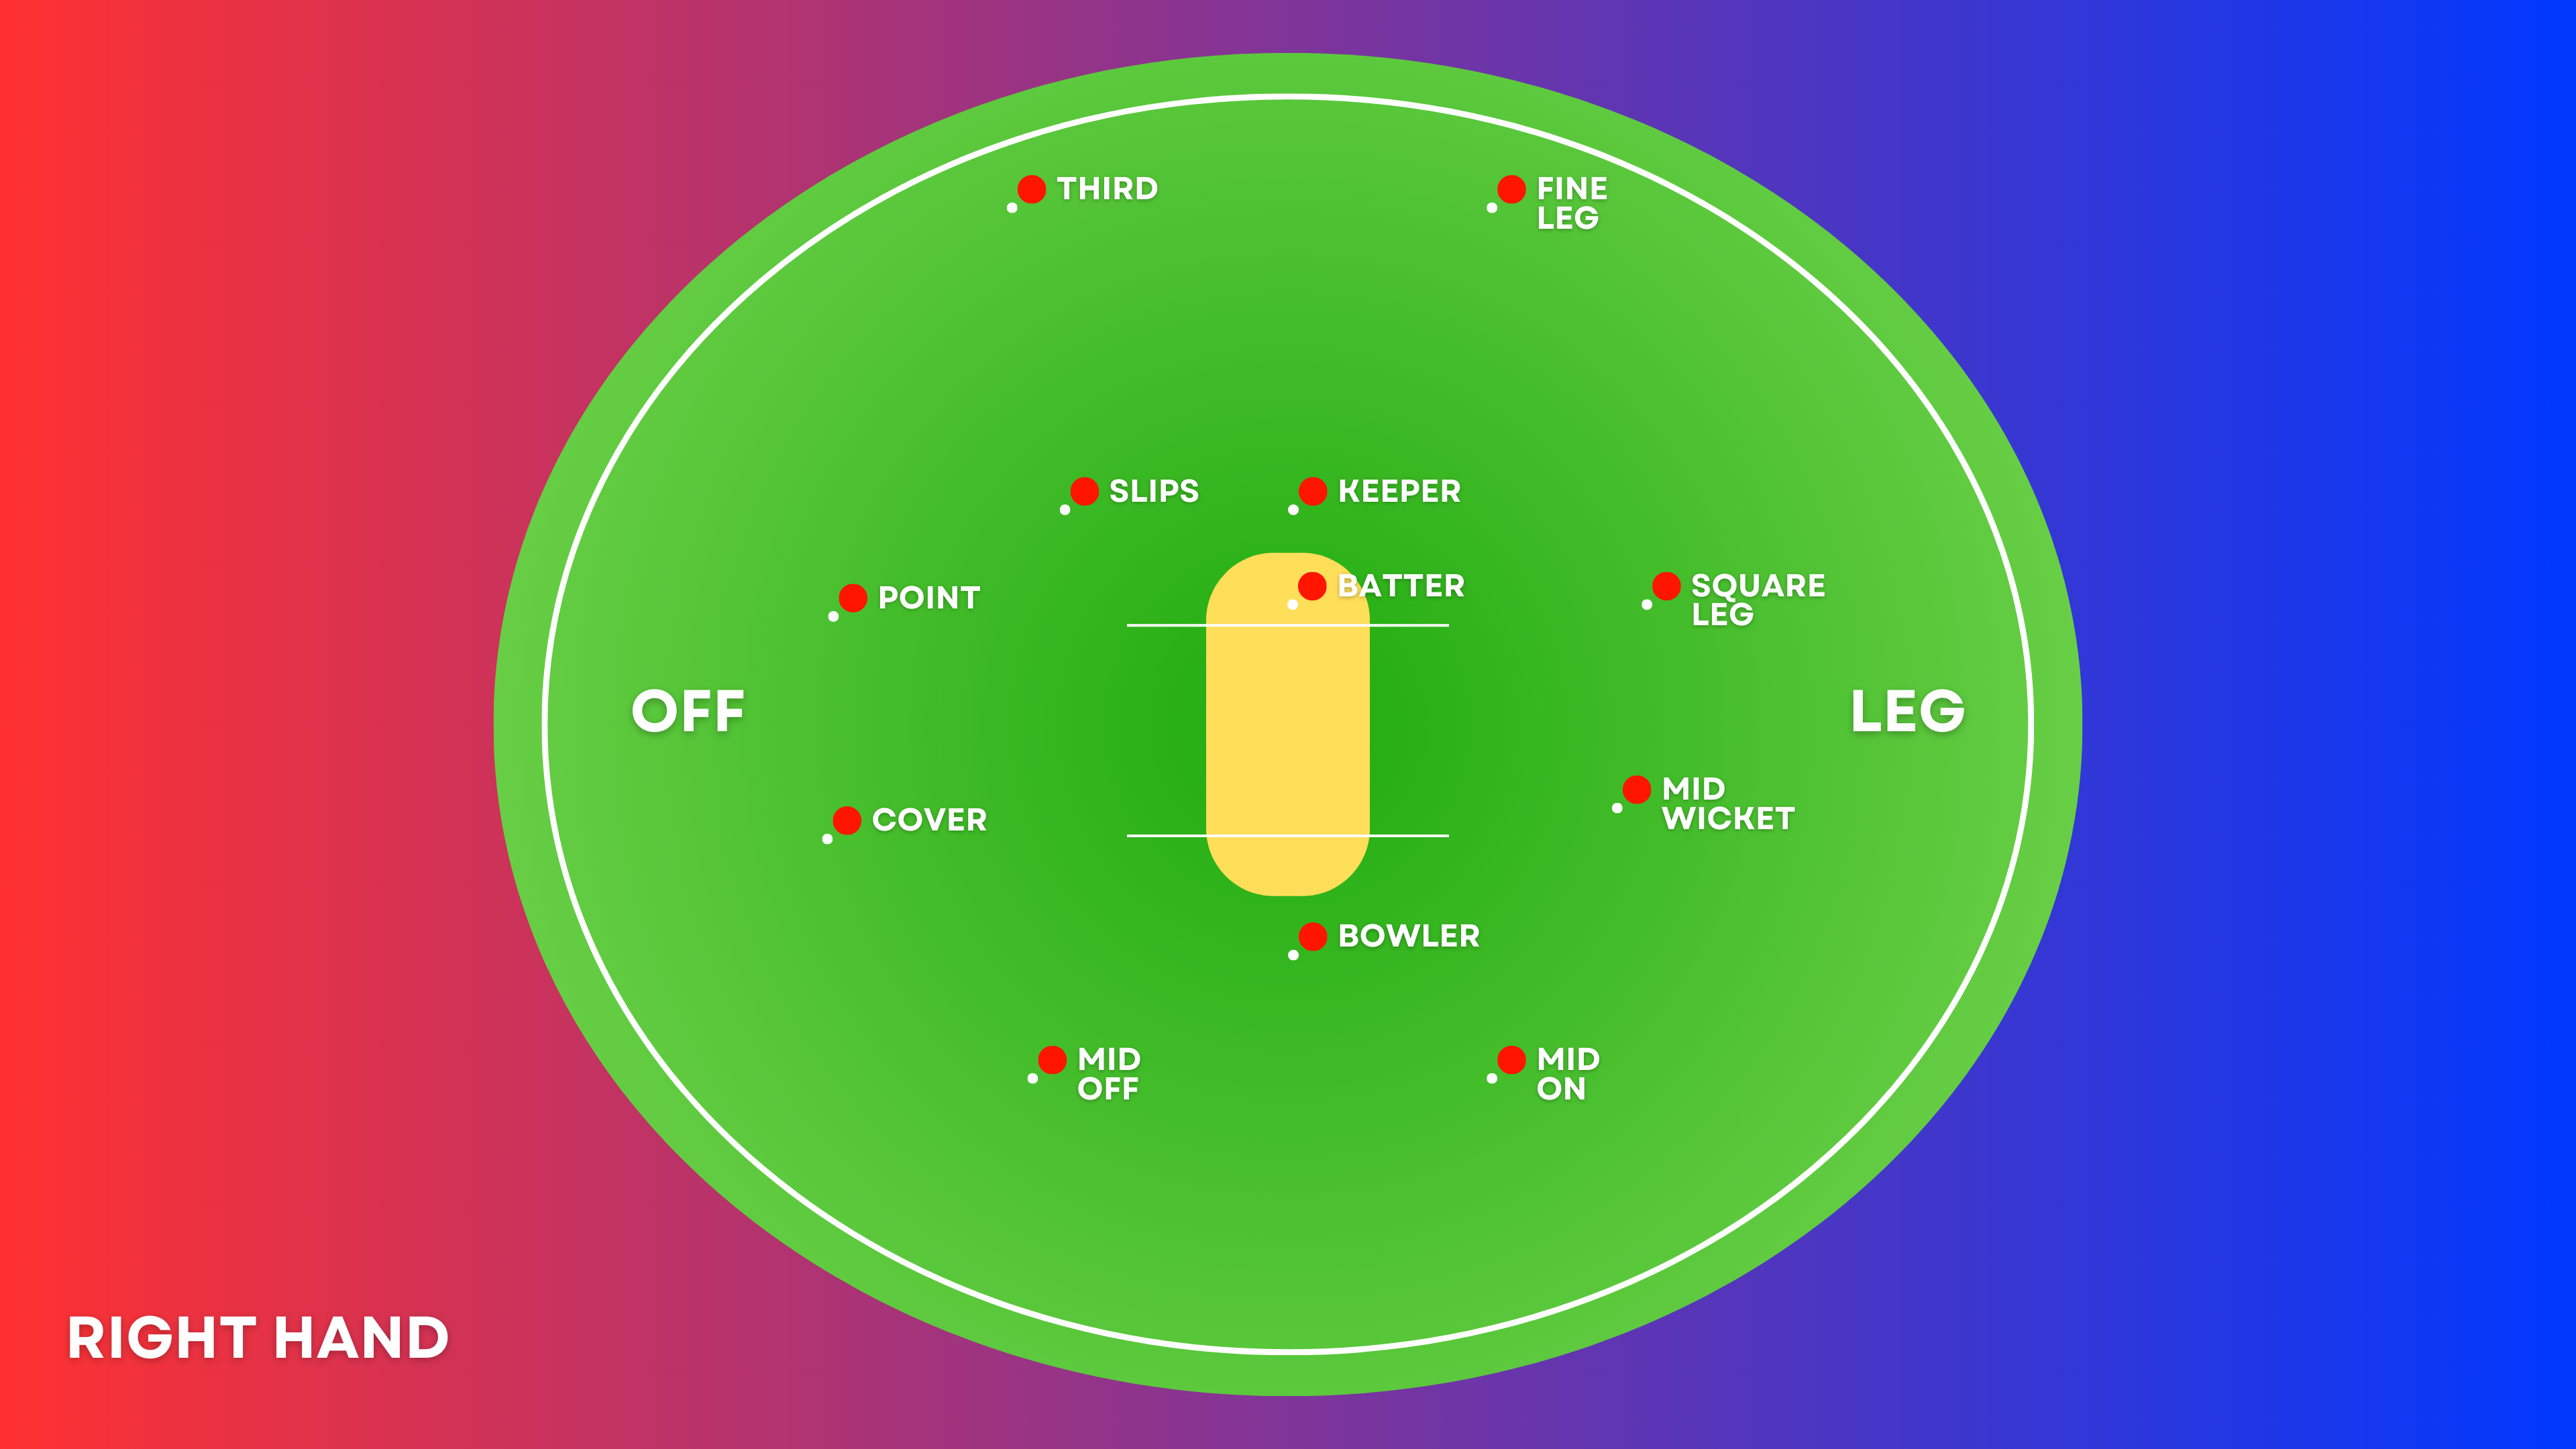 THIRD
FINE
LEG
SLIPS
KEEPER
POINT
BATTER
SQUARE
LEG
OFF
LEG
COVER
MID
WICKET
BOWLER
MID
OFF
MID
ON
RIGHT HAND